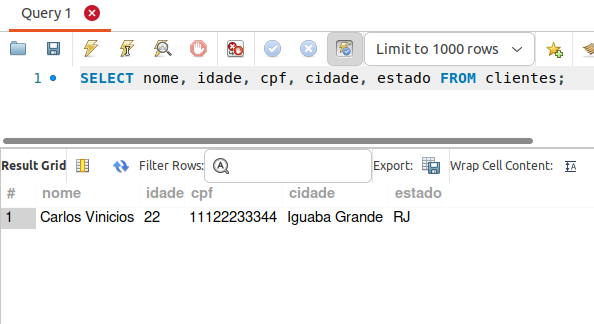 Query 1
Limit to 1000 rows
1 SELECT nome, idade, cpf, cidade, estado FROM clientes;
Result Grid Filter Rows: Export: Wrap Cell Content:
# nome idade cpf cidade estado
1 Carlos Vinicios 22 11122233344 Iguaba Grande RJ